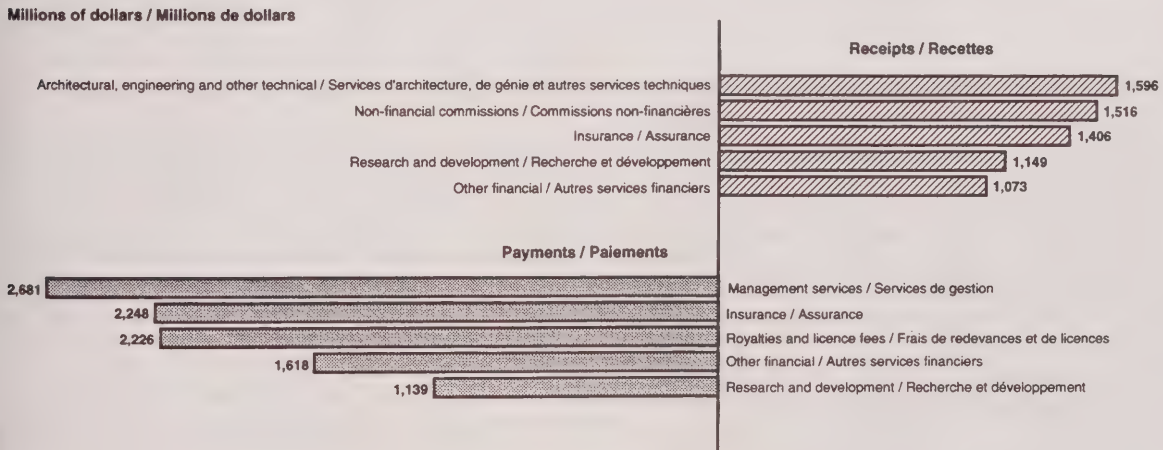 Millions of dollars / Millions de dollars
Receipts / Recettes
Architectural, engineering and other technical / Services d'architecture, de génie et autres services techniques 1,596
Non-financial commissions / Commissions non-financières 1,516
Insurance / Assurance 1,406
Research and development / Recherche et développement 1,149
Other financial / Autres services financiers 1,073
Payments / Paiements
2,681 Management services / Services de gestion
2,248 Insurance / Assurance
2,226 Royalties and licence fees / Frais de redevances et de licences
1,618 Other financial / Autres services financiers
1,139 Research and development / Recherche et développement